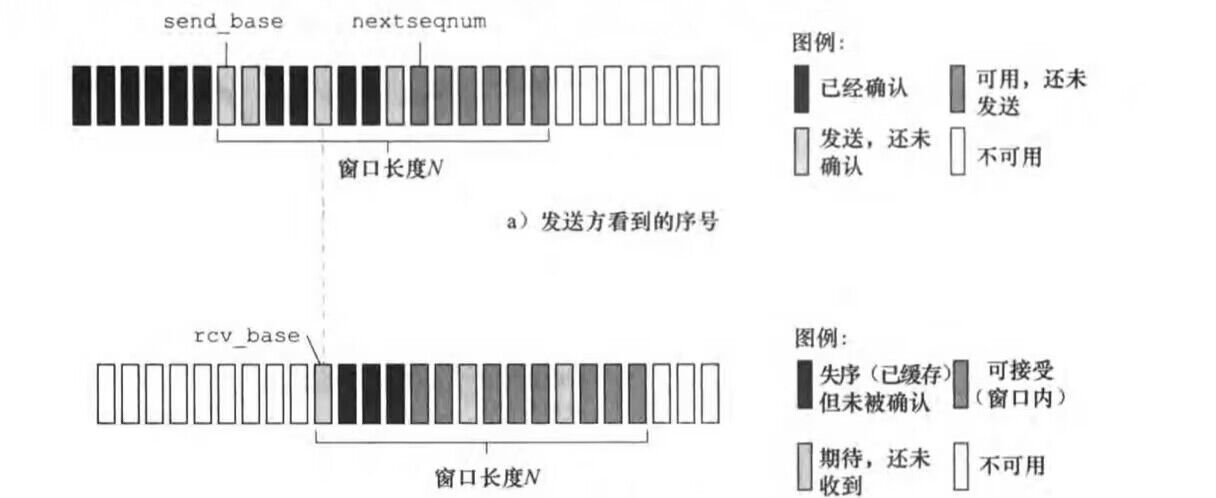 send_base
nextseqnum
窗口长度N
a）发送方看到的序号
图例:
已经确认
可用，还未
发送
发送，还未
确认
不可用
rcv_base
窗口长度N
图例:
失序（已缓存）
但未被确认
可接受
（窗口内）
期待，还未
收到
不可用